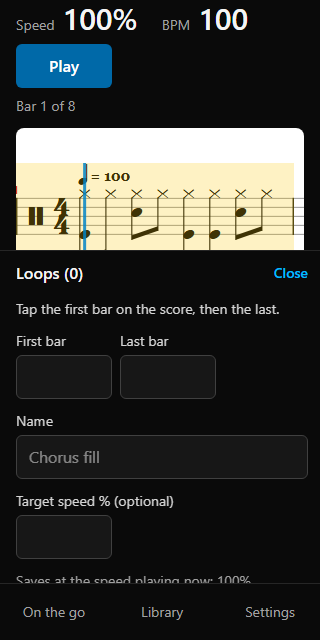 Speed 100% BPM 100
Play
Bar 1 of 8
= 100
4
4
Loops (0) Close
Tap the first bar on the score, then the last.
First bar Last bar
Name
Chorus fill
Target speed % (optional)
Saves at the speed playing now: 100%
On the go Library Settings